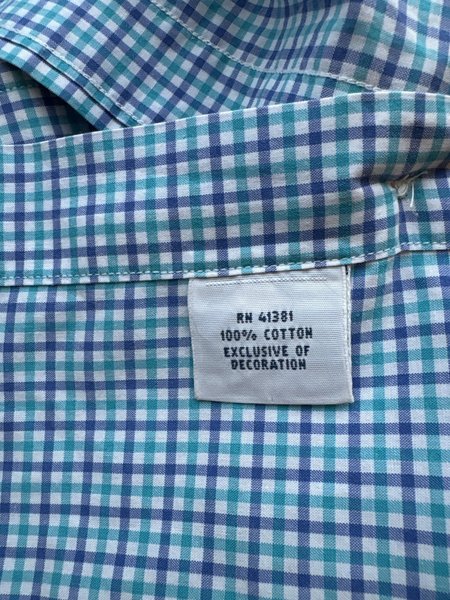 RN 41381
100% COTTON
EXCLUSIVE OF
DECORATION